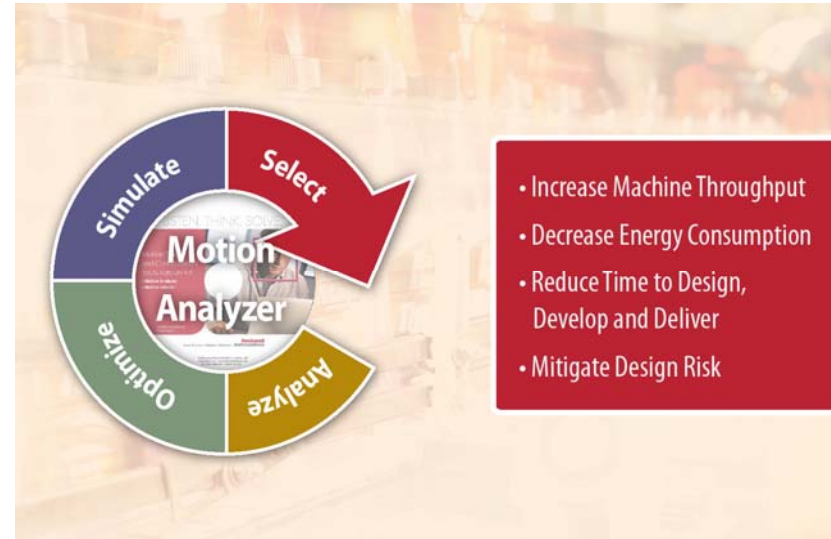 Simulate
Select
LISTEN. THINK. SOLVE.
Motion
Analyzer
Optimize
Analyze
• Increase Machine Throughput
• Decrease Energy Consumption
• Reduce Time to Design,
Develop and Deliver
• Mitigate Design Risk